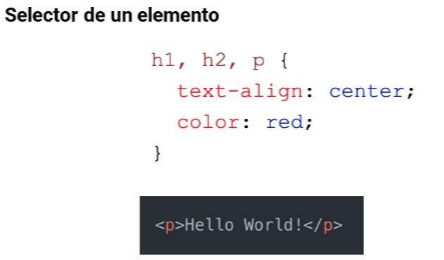 Selector de un elemento
h1, h2, p {
  text-align: center;
  color: red;
}
<p>Hello World!</p>